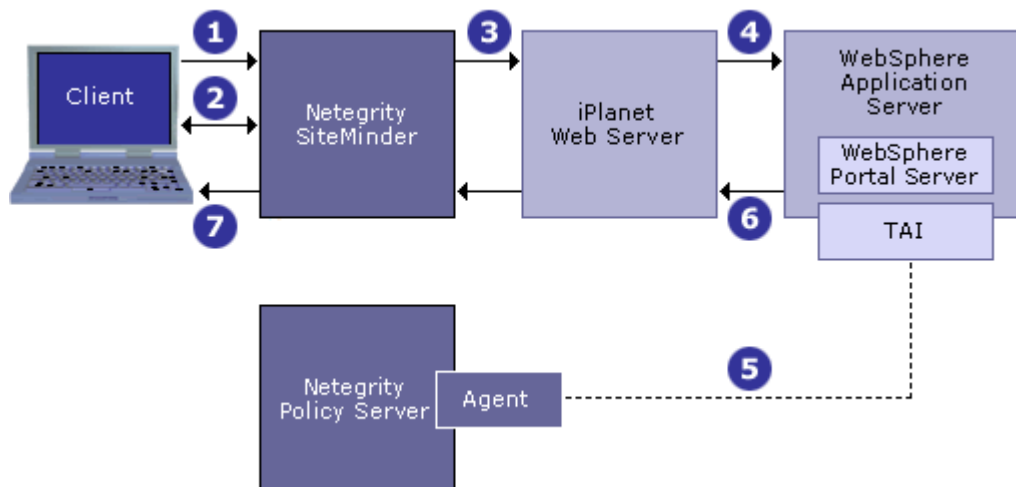 1
3
4
Client
2
Netegrity
SiteMinder
iPlanet
Web Server
WebSphere
Application
Server
WebSphere
Portal Server
7
6
TAI
5
Netegrity
Policy Server
Agent